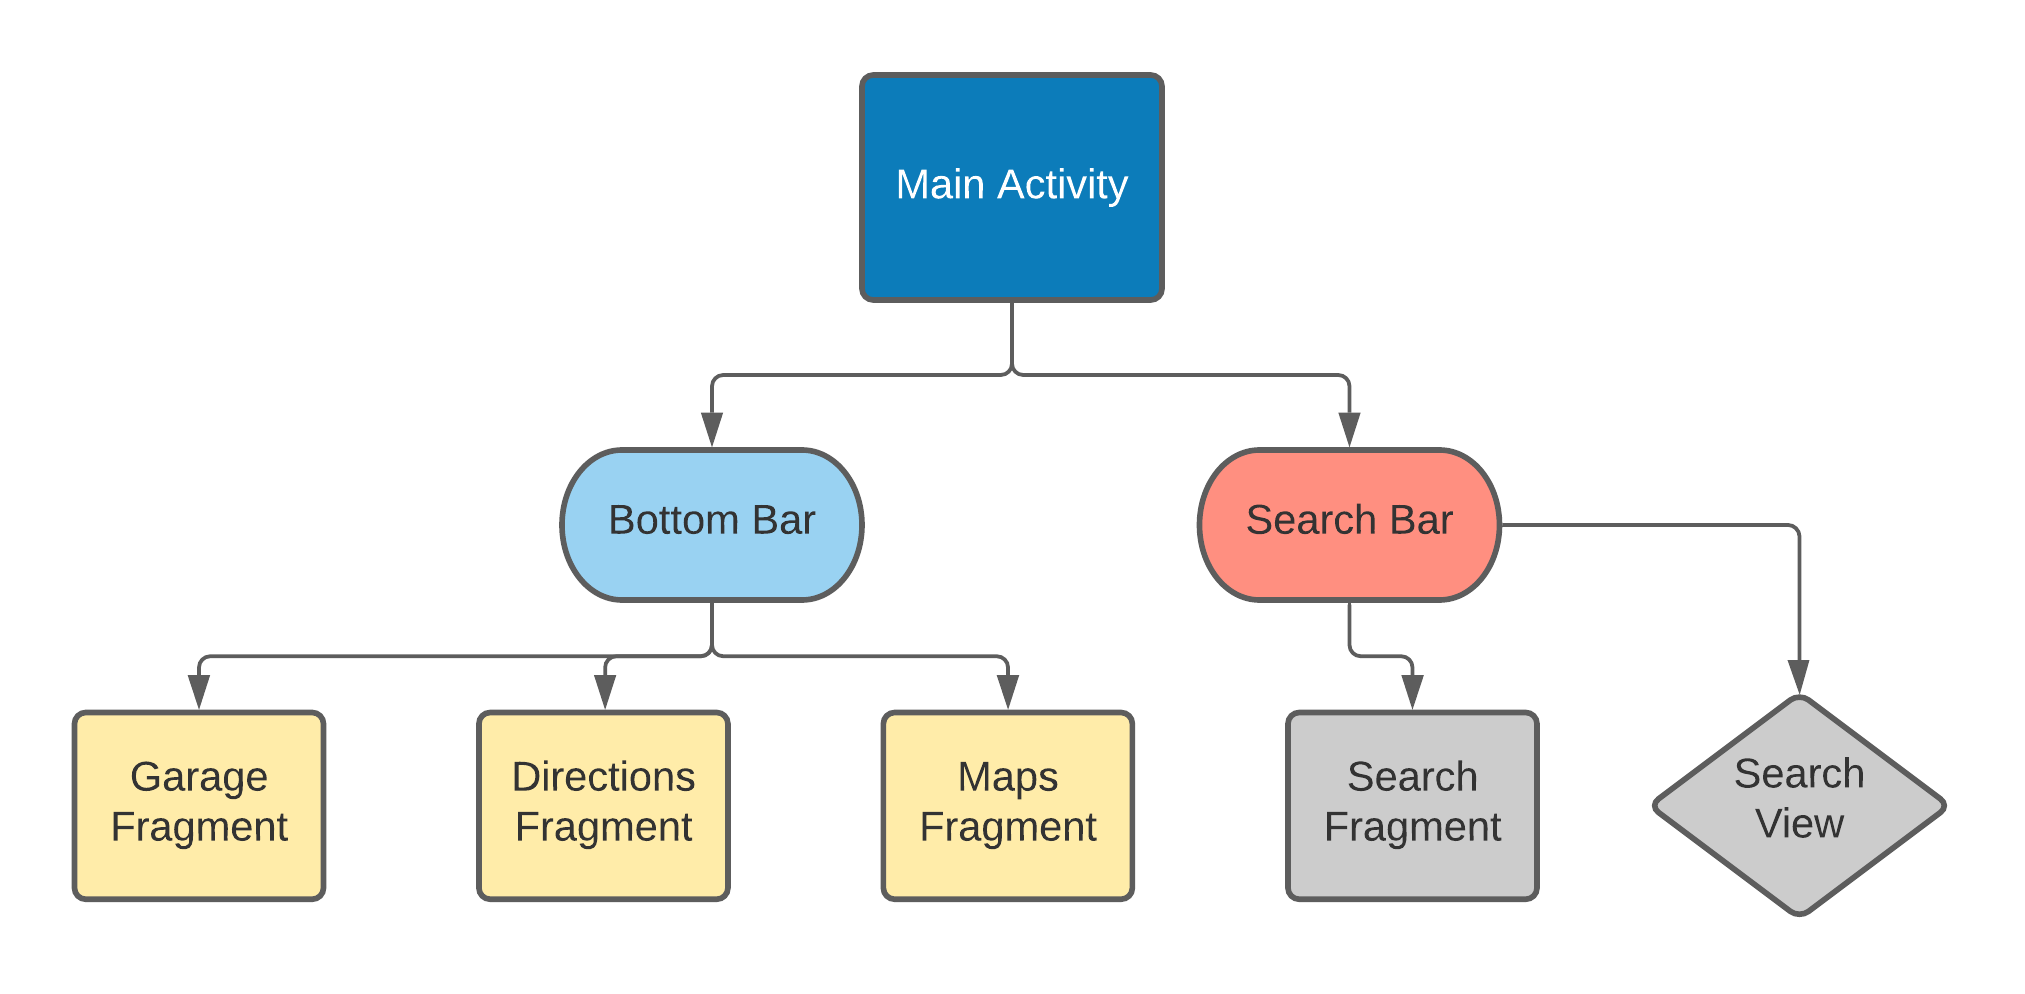 Main Activity
Bottom Bar
Search Bar
Garage
Fragment
Directions
Fragment
Maps
Fragment
Search
Fragment
Search
View